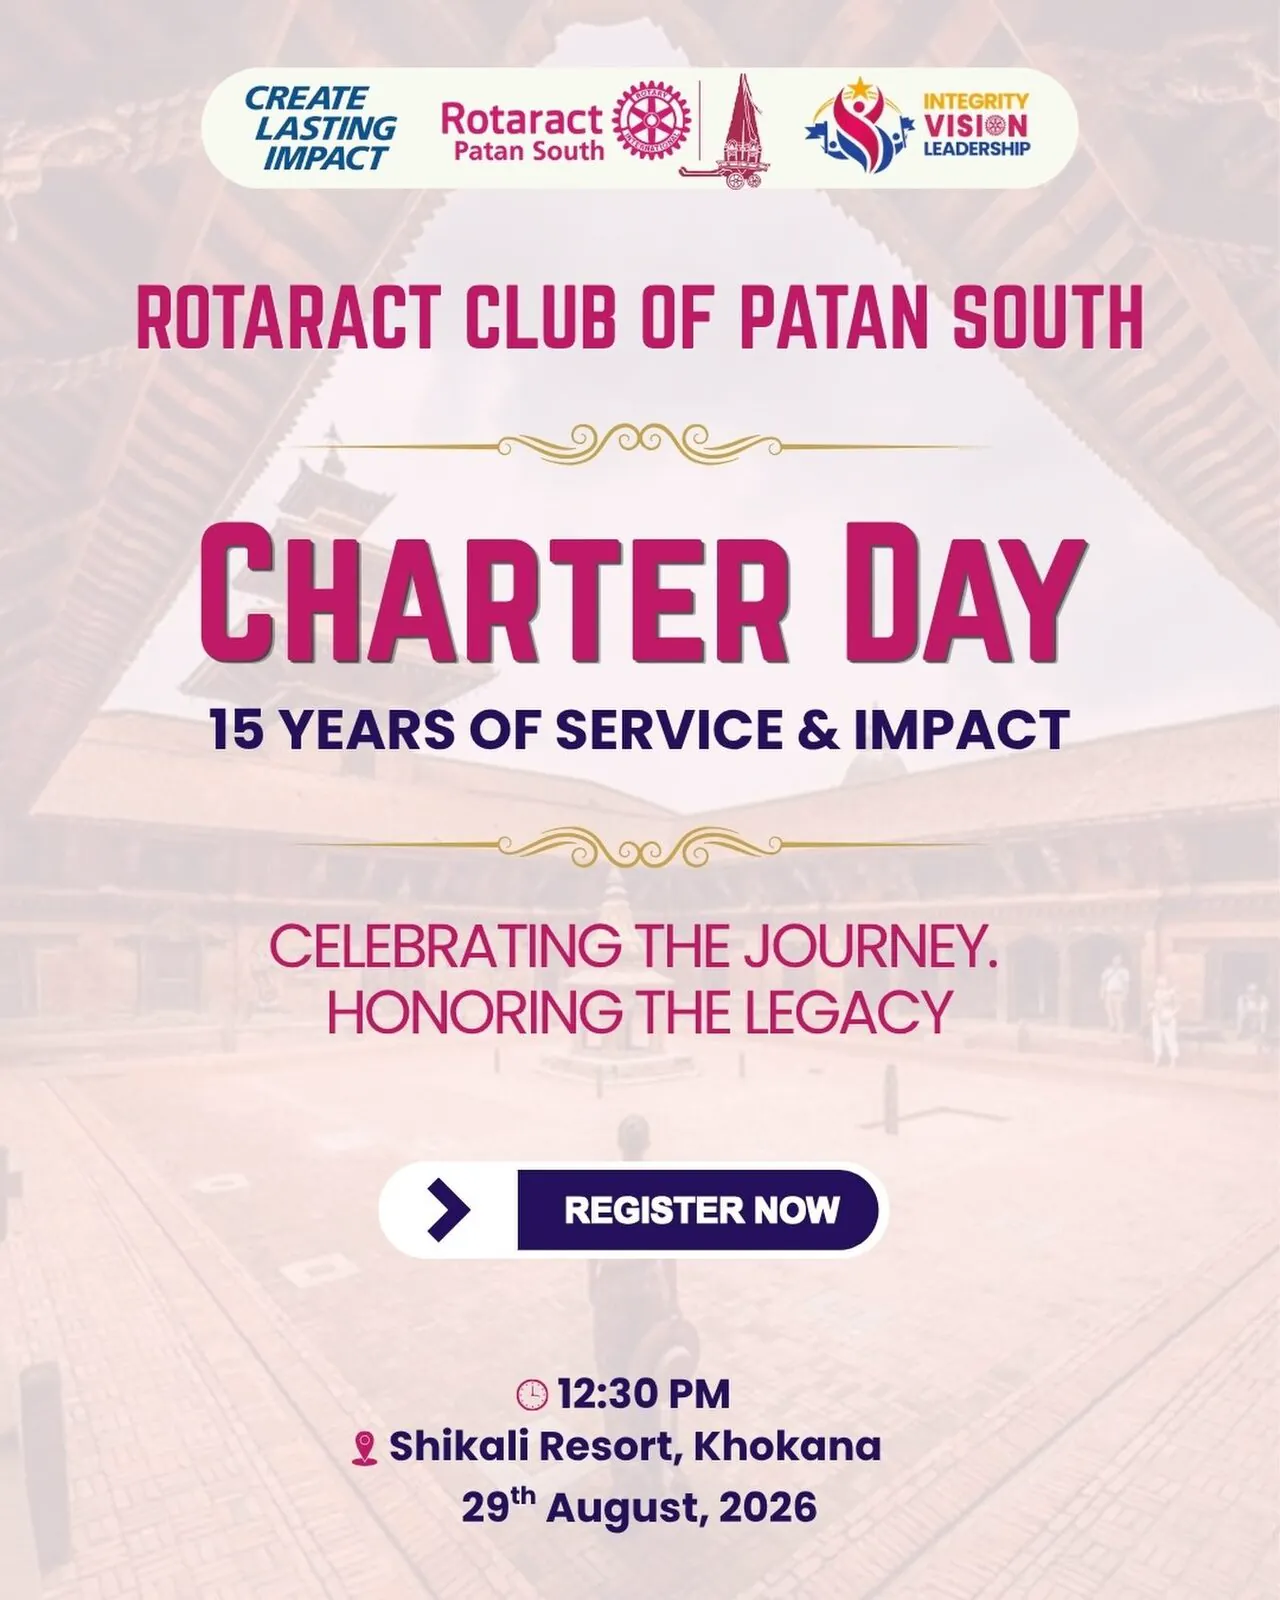 CREATE
LASTING
IMPACT
Rotaract
Patan South
ROTARY
INTERNATIONAL
INTEGRITY
VISION
LEADERSHIP
ROTARACT CLUB OF PATAN SOUTH
CHARTER DAY
15 YEARS OF SERVICE & IMPACT
CELEBRATING THE JOURNEY.
HONORING THE LEGACY
REGISTER NOW
12:30 PM
Shikali Resort, Khokana
29th August, 2026